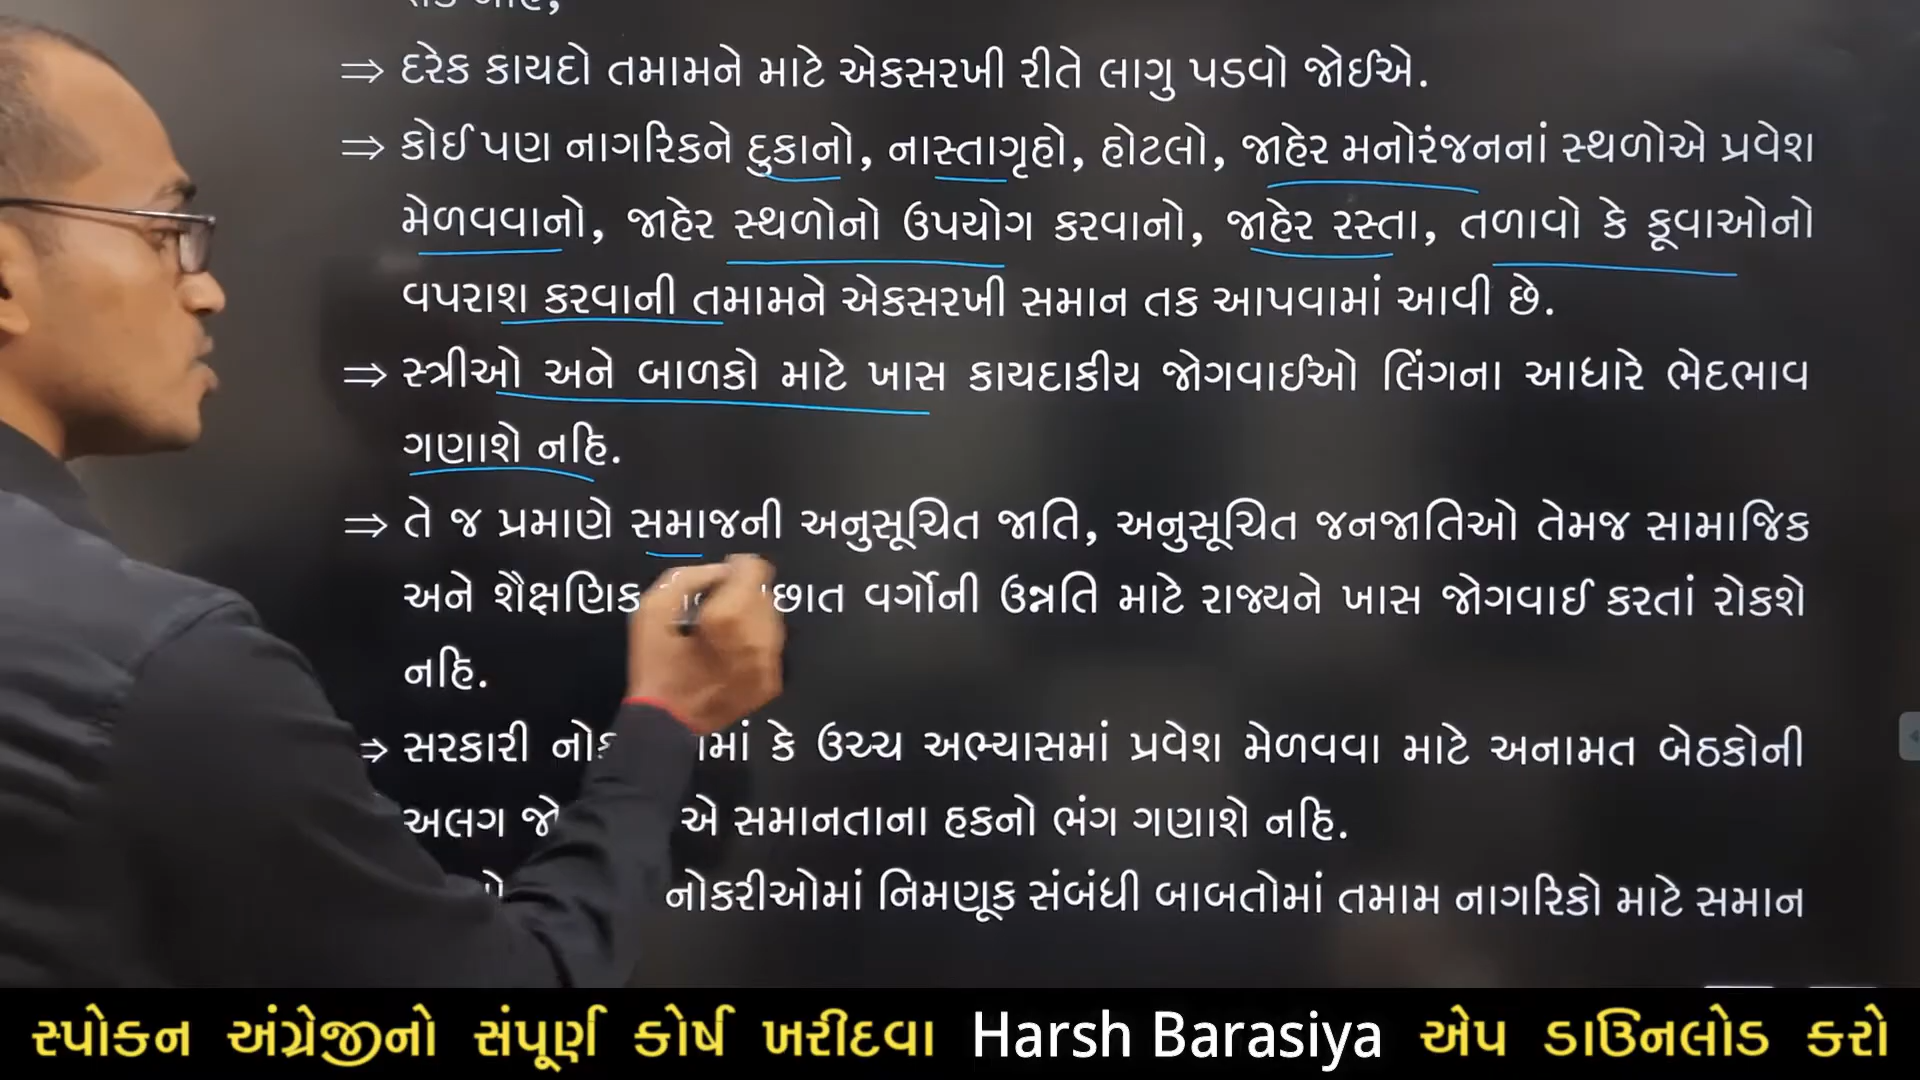 ⇒ દરેક કાયદો તમામને માટે એકસરખી રીતે લાગુ પડવો જોઈએ.
⇒ કોઈ પણ નાગરિકને દુકાનો, નાસ્તાગૃહો, હોટલો, જાહેર મનોરંજનનાં સ્થળોએ પ્રવેશ
મેળવવાનો, જાહેર સ્થળોનો ઉપયોગ કરવાનો, જાહેર રસ્તા, તળાવો કે કૂવાઓનો
વપરાશ કરવાની તમામને એકસરખી સમાન તક આપવામાં આવી છે.
⇒ સ્ત્રીઓ અને બાળકો માટે ખાસ કાયદાકીય જોગવાઈઓ લિંગના આધારે ભેદભાવ
ગણાશે નહિ.
⇒ તે જ પ્રમાણે સમાજની અનુસૂચિત જાતિ, અનુસૂચિત જનજાતિઓ તેમજ સામાજિક
અને શૈક્ષણિક વર્ગોની ઉન્નતિ માટે રાજ્યને ખાસ જોગવાઈ કરતાં રોકશે
નહિ.
⇒ સરકારી કે ઉચ્ચ અભ્યાસમાં પ્રવેશ મેળવવા માટે અનામત બેઠકોની
અલગ એ સમાનતાના હકનો ભંગ ગણાશે નહિ.
નોકરીઓમાં નિમણૂક સંબંધી બાબતોમાં તમામ નાગરિકો માટે સમાન
સ્પોકન અંગ્રેજીનો સંપૂર્ણ કોર્ષ ખરીદવા Harsh Barasiya એપ ડાઉનલોડ કરો